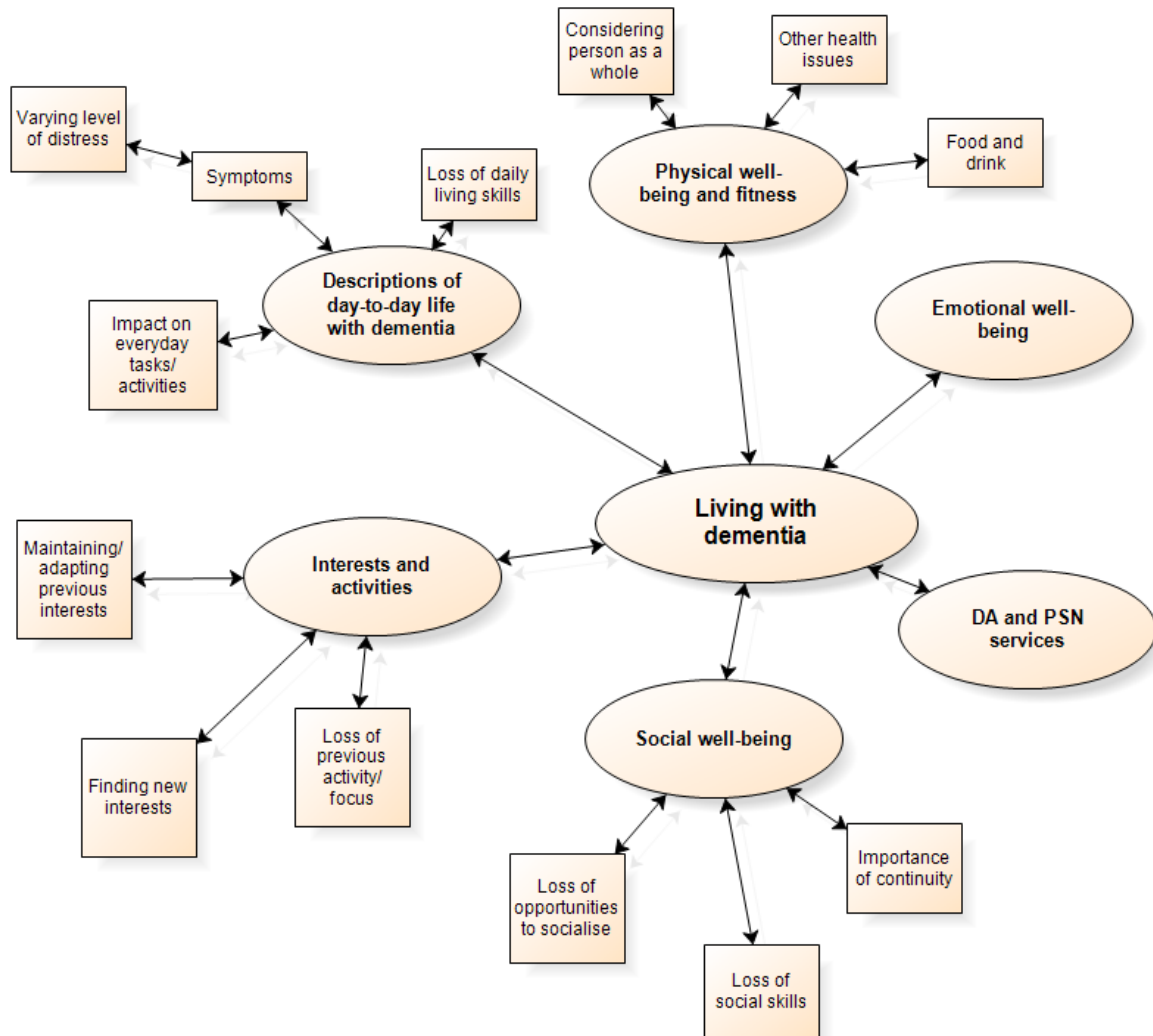 Considering
person as a
whole
Other health
issues
Varying level
of distress
Symptoms
Loss of daily
living skills
Food and
drink
Physical well-
being and fitness
Descriptions of
day-to-day life
with dementia
Impact on
everyday
tasks/
activities
Emotional well-
being
Living with
dementia
Maintaining/
adapting
previous
interests
Interests and
activities
DA and PSN
services
Finding new
interests
Loss of
previous
activity/
focus
Social well-being
Loss of
opportunities
to socialise
Importance
of continuity
Loss of
social skills